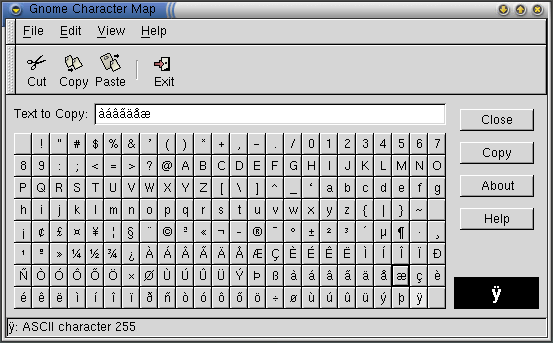 Gnome Character Map
File Edit View Help
Cut Copy Paste Exit
Text to Copy: àáâãäåæ
! " # $ % & ' ( ) * + , - . / 0 1 2 3 4 5 6 7
8 9 : ; < = > ? @ A B C D E F G H I J K L M N O
P Q R S T U V W X Y Z [ \ ] ^ _ ‘ a b c d e f g
h i j k l m n o p q r s t u v w x y z { | } ~
¡ ¢ £ ¤ ¥ ¦ § ¨ © ª « ¬ - ® ¯ ° ± ² ³ ´ µ ¶ · ¸
¹ º » ¼ ½ ¾ ¿ À Á Â Ã Ä Å Æ Ç È É Ê Ë Ì Í Î Ï Ð
Ñ Ò Ó Ô Õ Ö × Ø Ù Ú Û Ü Ý Þ ß à á â ã ä å æ ç è
é ê ë ì í î ï ð ñ ò ó ô õ ö ÷ ø ù ú û ü ý þ ÿ
Close
Copy
About
Help
ÿ
ÿ: ASCII character 255